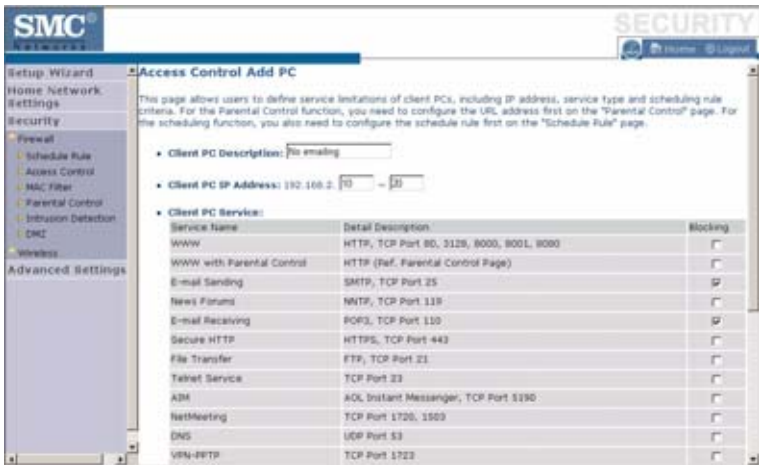 SMC®
Networks
SECURITY
Home Logout
Setup Wizard
Home Network Settings
Security
Firewall
Schedule Rule
Access Control
MAC Filter
Parental Control
Intrusion Detection
DMZ
Wireless
Advanced Settings
Access Control Add PC
This page allows users to define service limitations of client PCs, including IP address, service type and scheduling rule
criteria. For the Parental Control function, you need to configure the URL address first on the "Parental Control" page. For
the scheduling function, you also need to configure the schedule rule first on the "Schedule Rule" page.
• Client PC Description: No emailing
• Client PC IP Address: 192.168.2. 10 ~ 20
• Client PC Service:
Service Name Detail Description Blocking
WWW HTTP, TCP Port 80, 3128, 8000, 8001, 8080
WWW with Parental Control HTTP (Ref. Parental Control Page)
E-mail Sending SMTP, TCP Port 25
News Forums NNTP, TCP Port 119
E-mail Receiving POP3, TCP Port 110
Secure HTTP HTTPS, TCP Port 443
File Transfer FTP, TCP Port 21
Telnet Service TCP Port 23
AIM AOL Instant Messenger, TCP Port 5190
NetMeeting TCP Port 1720, 1503
DNS UDP Port 53
VPN-PPTP TCP Port 1723